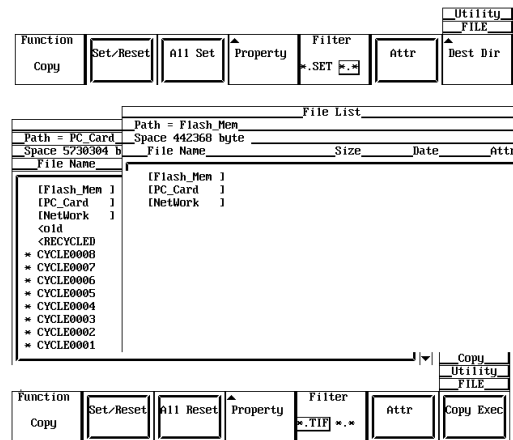 Utility
FILE
Function
Copy
Set/Reset
All Set
Property
Filter
*.SET *.*
Attr
Dest Dir
File List
Path = PC_Card
Space 5730304 b
File Name
Path = Flash_Mem
Space 442368 byte
File Name Size Date Attr
[Flash_Mem ]
[PC_Card ]
[NetWork ]
<old
<RECYCLED
* CYCLE0008
* CYCLE0007
* CYCLE0006
* CYCLE0005
* CYCLE0004
* CYCLE0003
* CYCLE0002
* CYCLE0001
[Flash_Mem ]
[PC_Card ]
[NetWork ]
Copy
Utility
FILE
Function
Copy
Set/Reset
All Reset
Property
Filter
*.TIF *.*
Attr
Copy Exec